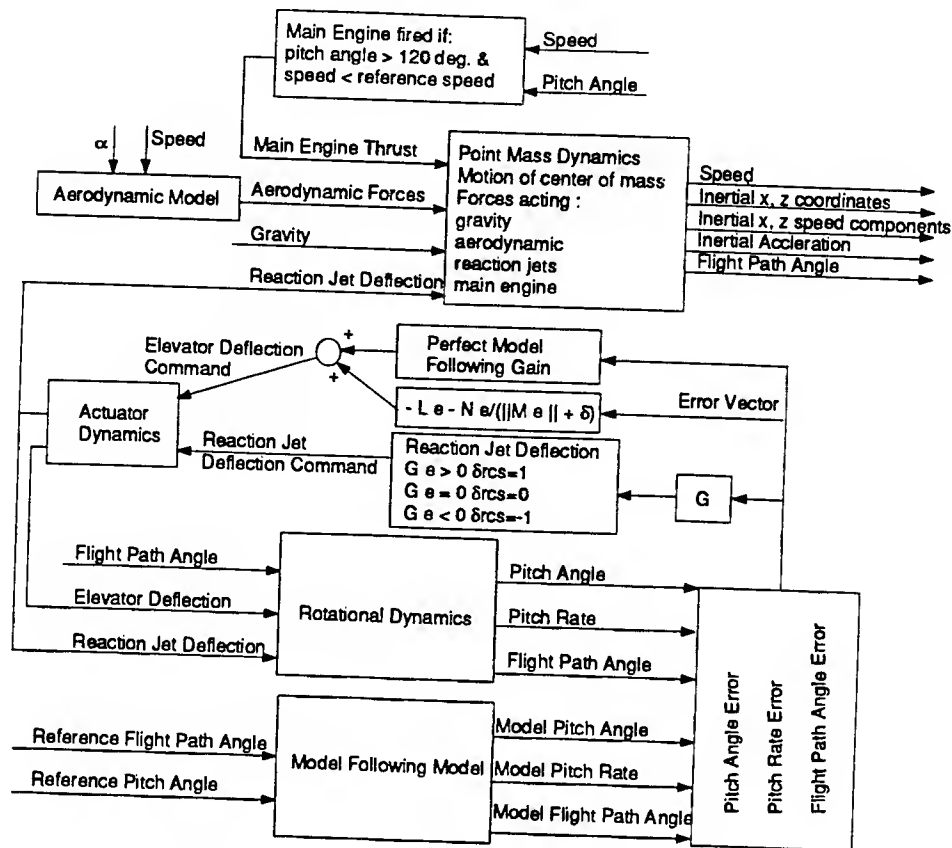 Main Engine fired if:
pitch angle > 120 deg. &
speed < reference speed
Speed
Pitch Angle
α
Speed
Main Engine Thrust
Aerodynamic Model
Aerodynamic Forces
Gravity
Reaction Jet Deflection
Point Mass Dynamics
Motion of center of mass
Forces acting :
gravity
aerodynamic
reaction jets
main engine
Speed
Inertial x, z coordinates
Inertial x, z speed components
Inertial Accleration
Flight Path Angle
Elevator Deflection
Command
+
+
Perfect Model
Following Gain
- L e - N e/(||M e || + δ)
Error Vector
Actuator
Dynamics
Reaction Jet
Deflection Command
Reaction Jet Deflection
G e > 0 δrcs=1
G e = 0 δrcs=0
G e < 0 δrcs=-1
G
Flight Path Angle
Elevator Deflection
Reaction Jet Deflection
Rotational Dynamics
Pitch Angle
Pitch Rate
Flight Path Angle
Reference Flight Path Angle
Reference Pitch Angle
Model Following Model
Model Pitch Angle
Model Pitch Rate
Model Flight Path Angle
Pitch Angle Error
Pitch Rate Error
Flight Path Angle Error